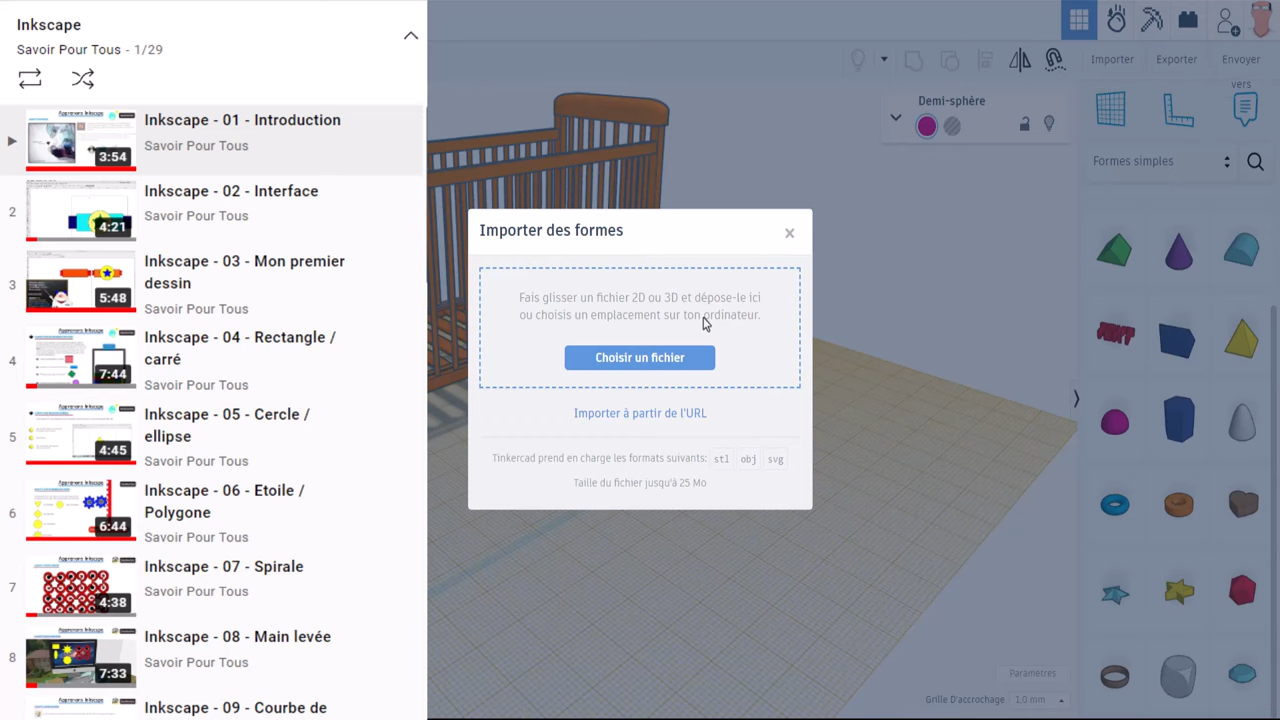 Inkscape
Savoir Pour Tous - 1/29
Inkscape - 01 - Introduction
Savoir Pour Tous
3:54
2
Inkscape - 02 - Interface
Savoir Pour Tous
4:21
3
Inkscape - 03 - Mon premier
dessin
Savoir Pour Tous
5:48
4
Inkscape - 04 - Rectangle /
carré
Savoir Pour Tous
7:44
5
Inkscape - 05 - Cercle /
ellipse
Savoir Pour Tous
4:45
6
Inkscape - 06 - Etoile /
Polygone
Savoir Pour Tous
6:44
7
Inkscape - 07 - Spirale
Savoir Pour Tous
4:38
8
Inkscape - 08 - Main levée
Savoir Pour Tous
7:33
Inkscape - 09 - Courbe de
Importer des formes
Fais glisser un fichier 2D ou 3D et dépose-le ici
ou choisis un emplacement sur ton ordinateur.
Choisir un fichier
Importer à partir de l'URL
Tinkercad prend en charge les formats suivants: stl obj svg
Taille du fichier jusqu'à 25 Mo
Importer Exporter Envoyer
vers
Demi-sphère
Formes simples
Paramètres
Grille D'accrochage 1,0 mm